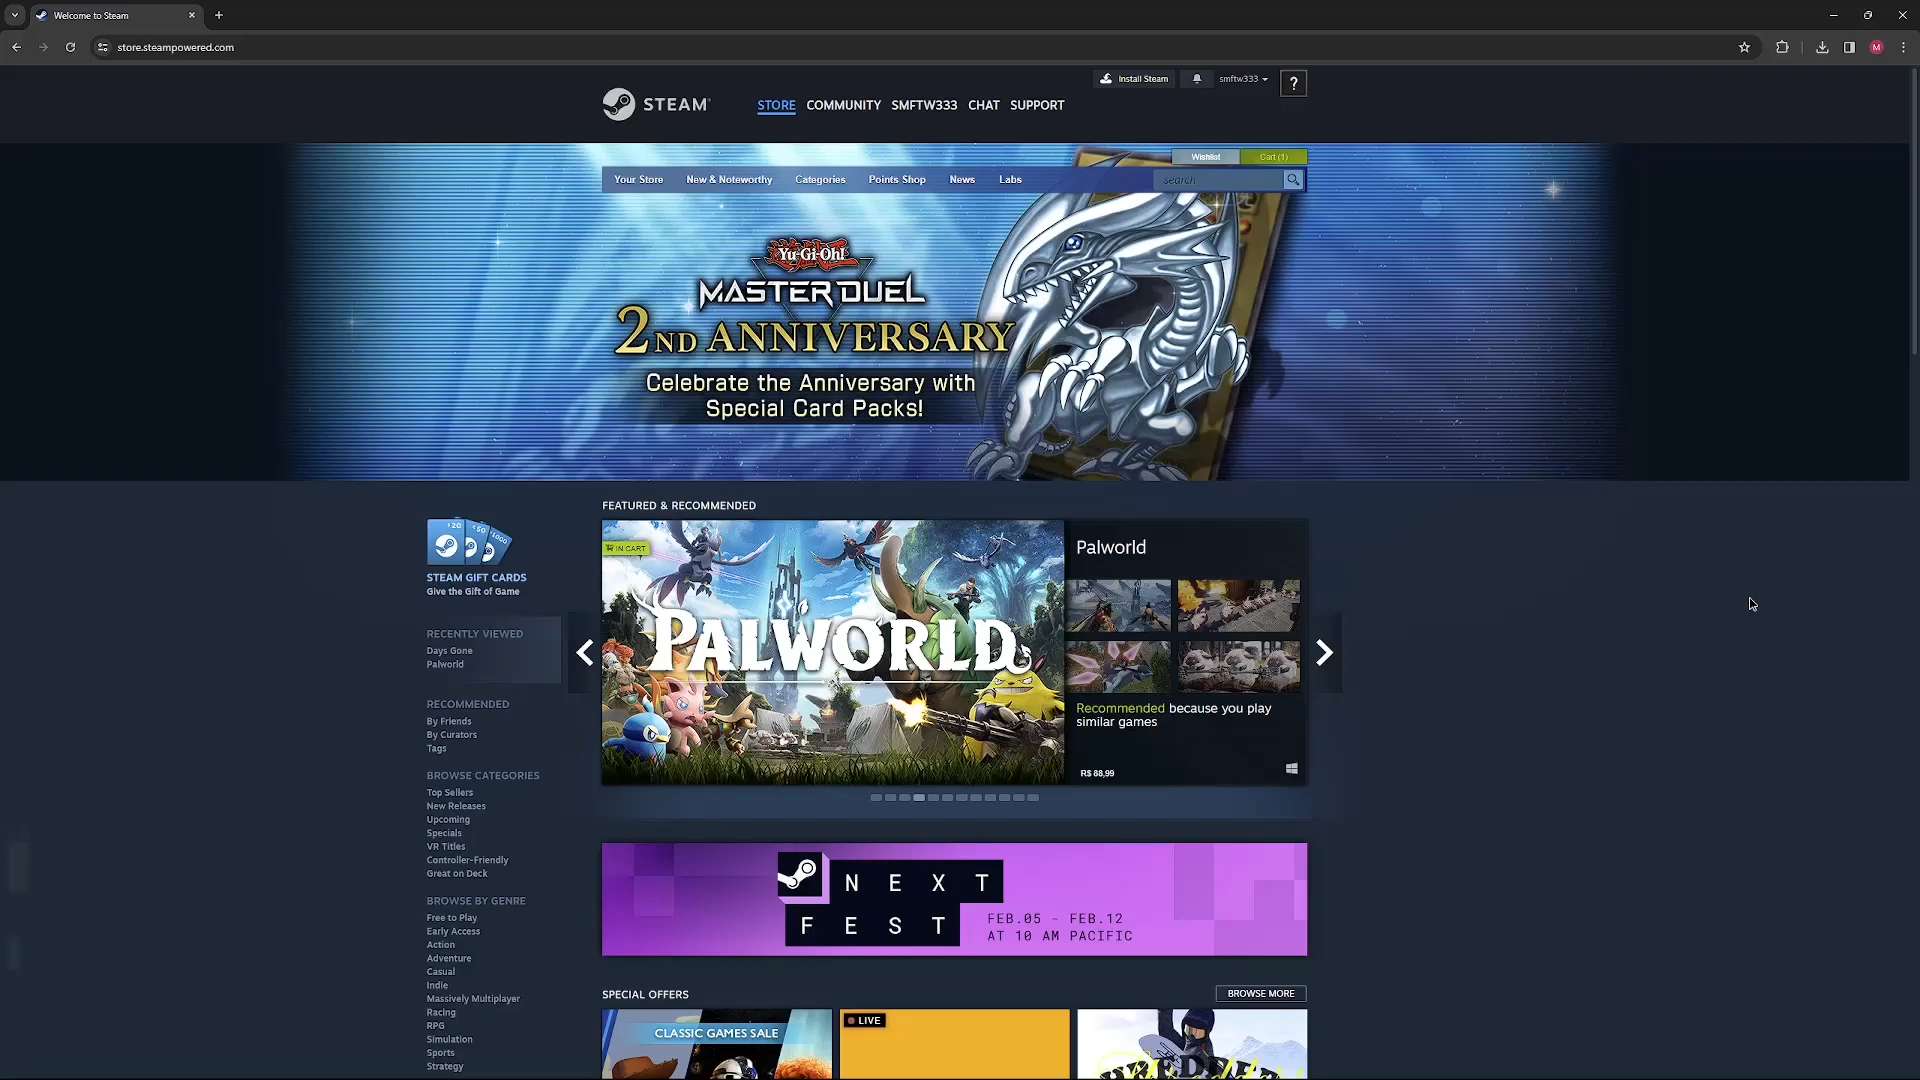 Welcome to Steam
store.steampowered.com
M
Install Steam
smftw333
?
STEAM
STORE COMMUNITY SMFTW333 CHAT SUPPORT
Wishlist
Cart (1)
Your Store New & Noteworthy Categories Points Shop News Labs
search
Yu-Gi-Oh!
MASTER DUEL
2ND ANNIVERSARY
Celebrate the Anniversary with
Special Card Packs!
FEATURED & RECOMMENDED
IN CART
PALWORLD
Palworld
Recommended because you play
similar games
R$ 88,99
STEAM GIFT CARDS
Give the Gift of Game
RECENTLY VIEWED
Days Gone
Palworld
RECOMMENDED
By Friends
By Curators
Tags
BROWSE CATEGORIES
Top Sellers
New Releases
Upcoming
Specials
VR Titles
Controller-Friendly
Great on Deck
BROWSE BY GENRE
Free to Play
Early Access
Action
Adventure
Casual
Indie
Massively Multiplayer
Racing
RPG
Simulation
Sports
Strategy
NEXT
FEST
FEB.05 - FEB.12
AT 10 AM PACIFIC
SPECIAL OFFERS
BROWSE MORE
CLASSIC GAMES SALE
LIVE